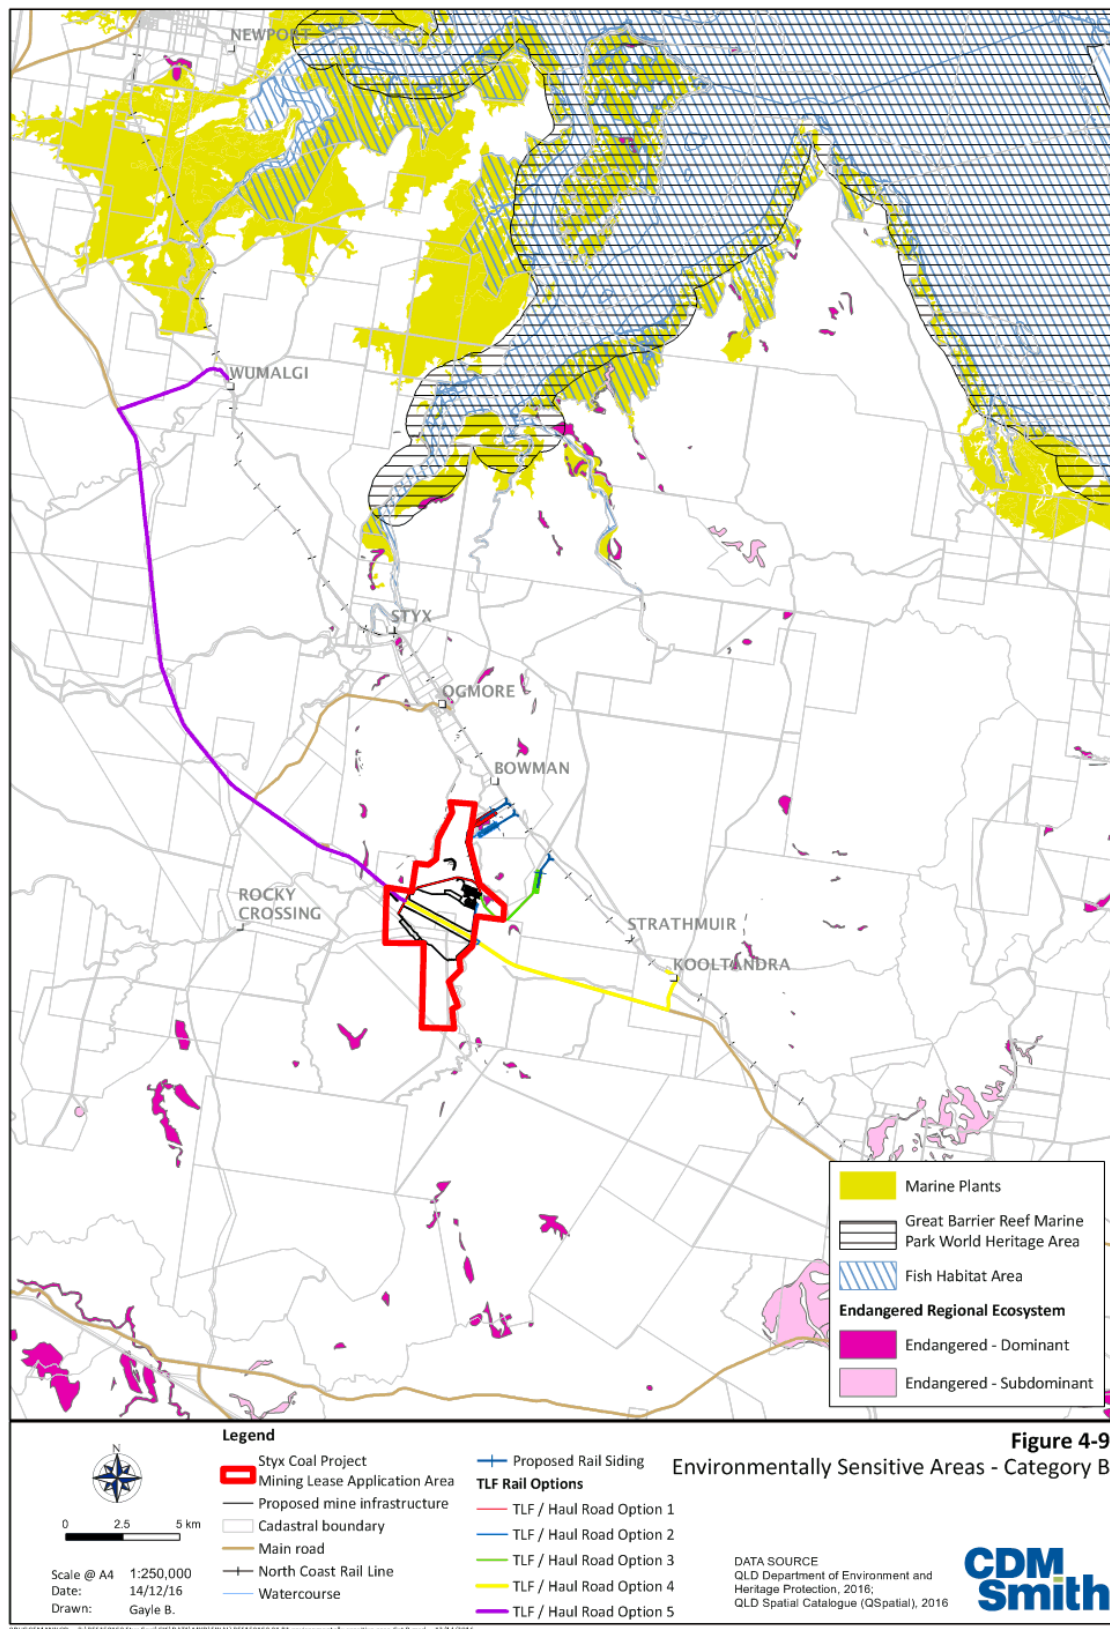 NEWPORT
WUMALGI
STYX
OGMORE
BOWMAN
ROCKY
CROSSING
STRATHMUIR
KOOLTANDRA
Marine Plants
Great Barrier Reef Marine
Park World Heritage Area
Fish Habitat Area
Endangered Regional Ecosystem
Endangered - Dominant
Endangered - Subdominant
N
0 2.5 5 km
Scale @ A4 1:250,000
Date: 14/12/16
Drawn: Gayle B.
Legend
Styx Coal Project
Mining Lease Application Area
Proposed mine infrastructure
Cadastral boundary
Main road
North Coast Rail Line
Watercourse
Proposed Rail Siding
TLF Rail Options
TLF / Haul Road Option 1
TLF / Haul Road Option 2
TLF / Haul Road Option 3
TLF / Haul Road Option 4
TLF / Haul Road Option 5
Figure 4-9
Environmentally Sensitive Areas - Category B
DATA SOURCE
QLD Department of Environment and
Heritage Protection, 2016;
QLD Spatial Catalogue (QSpatial), 2016
CDM
Smith